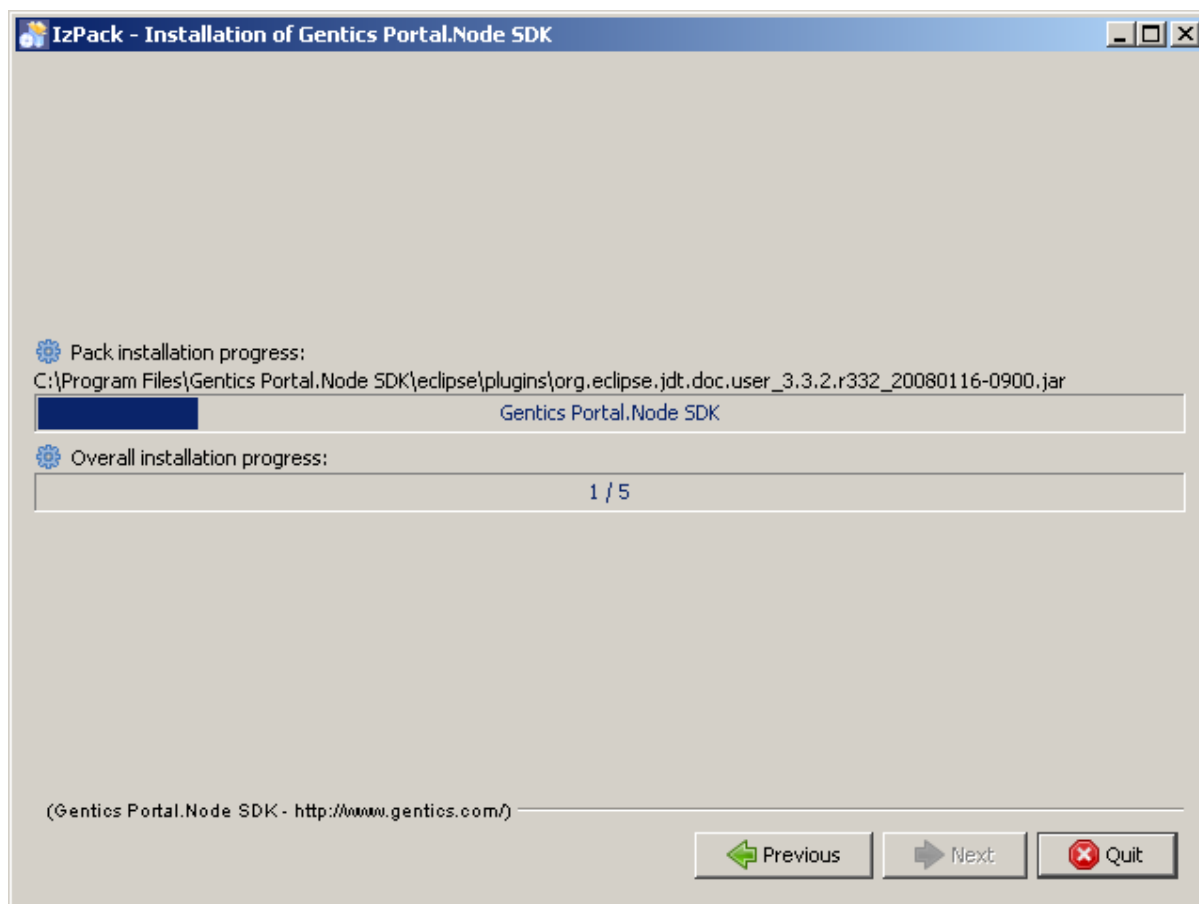 IzPack - Installation of Gentics Portal.Node SDK
Pack installation progress:
C:\Program Files\Gentics Portal.Node SDK\eclipse\plugins\org.eclipse.jdt.doc.user_3.3.2.r332_20080116-0900.jar
Gentics Portal.Node SDK
Overall installation progress:
1 / 5
(Gentics Portal.Node SDK - http://www.gentics.com/)
Previous Next Quit